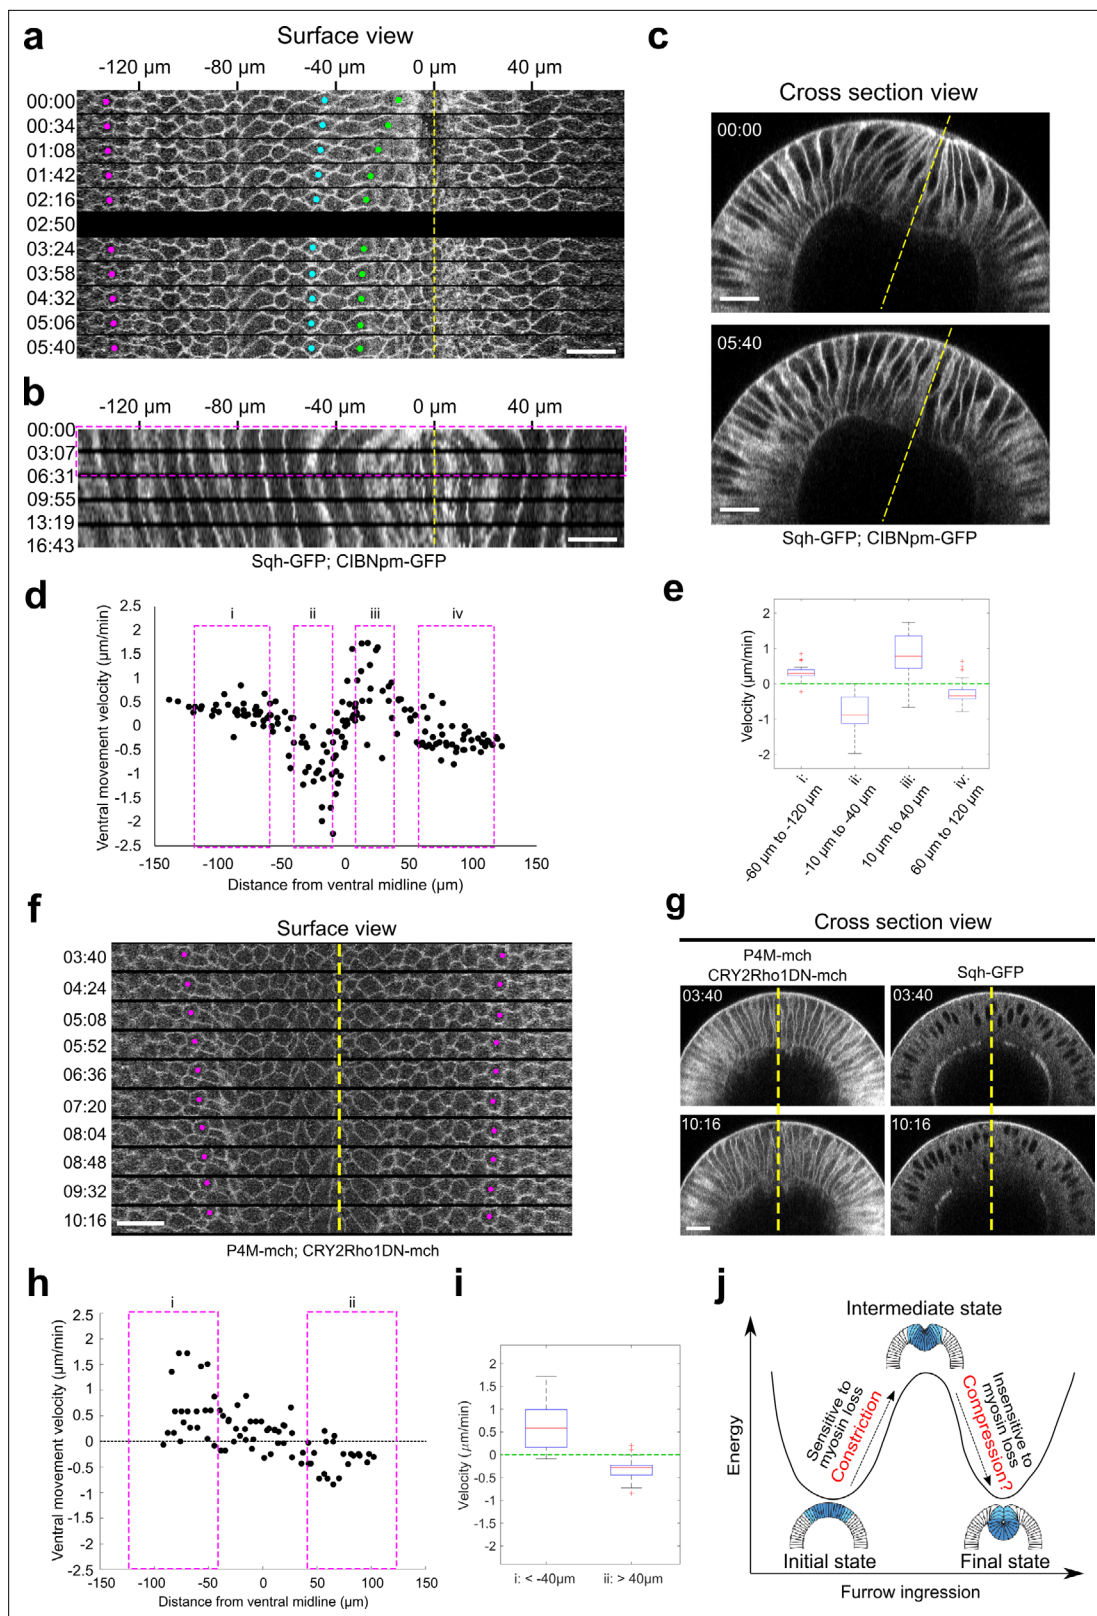 a
Surface view
-120 µm -80 µm -40 µm 0 µm 40 µm
00:00
00:34
01:08
01:42
02:16
02:50
03:24
03:58
04:32
05:06
05:40
b
-120 µm -80 µm -40 µm 0 µm 40 µm
00:00
03:07
06:31
09:55
13:19
16:43
Sqh-GFP; CIBNpm-GFP
c
Cross section view
00:00
05:40
Sqh-GFP; CIBNpm-GFP
d
i ii iii iv
Ventral movement velocity (µm/min)
2.5
2
1.5
1
0.5
0
-0.5
-1
-1.5
-2
-2.5
-150 -100 -50 0 50 100 150
Distance from ventral midline (µm)
e
Velocity (µm/min)
2
1
0
-1
-2
i:
-60 µm to -120 µm
ii:
-10 µm to -40 µm
iii:
10 µm to 40 µm
iv:
60 µm to 120 µm
f
Surface view
03:40
04:24
05:08
05:52
06:36
07:20
08:04
08:48
09:32
10:16
P4M-mch; CRY2Rho1DN-mch
g
Cross section view
P4M-mch
CRY2Rho1DN-mch
Sqh-GFP
03:40 03:40
10:16 10:16
h
i ii
Ventral movement velocity (µm/min)
2.5
2
1.5
1
0.5
0
-0.5
-1
-1.5
-2
-2.5
-150 -100 -50 0 50 100 150
Distance from ventral midline
(µm)
i
Velocity (µm/min)
2
1.5
1
0.5
0
-0.5
-1
-1.5
-2
i: < -40µm ii: > 40µm
j
Intermediate state
Sensitive to
myosin loss
Constriction
Insensitive to
myosin loss
Compression?
Energy
Initial state Final state
Furrow ingression